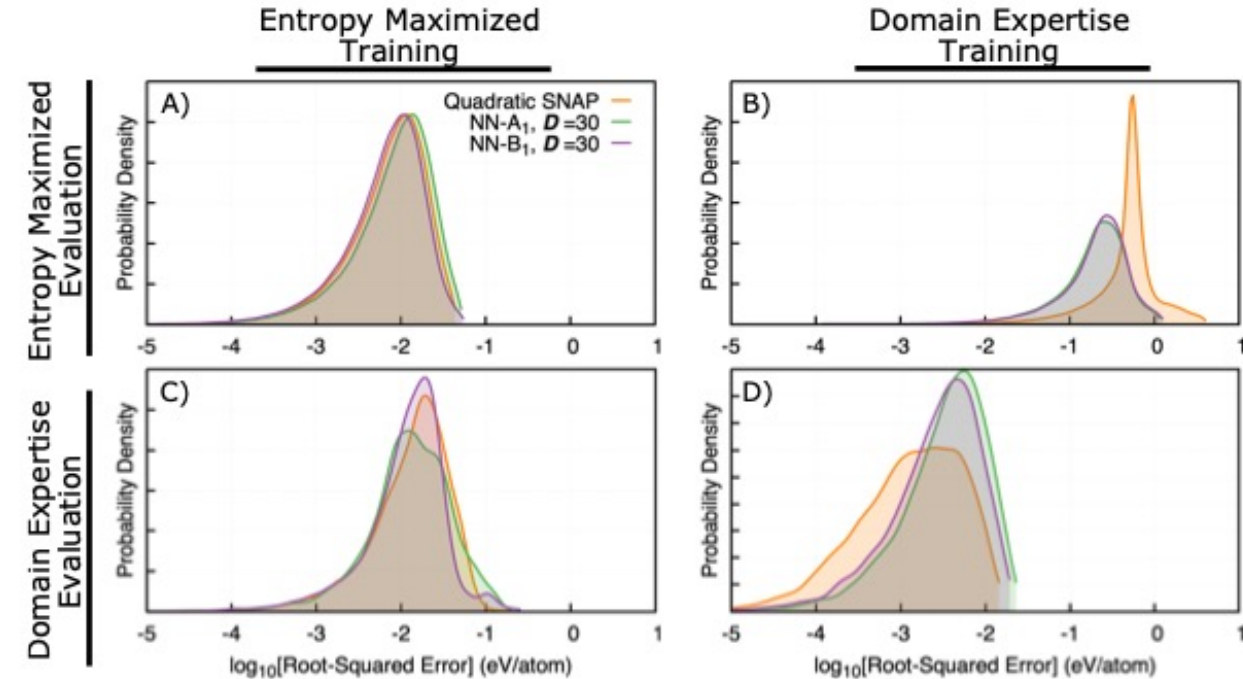 Entropy Maximized
Training
Domain Expertise
Training
Entropy Maximized
Evaluation
Domain Expertise
Evaluation
A)
Quadratic SNAP
NN-A₁, D =30
NN-B₁, D =30
Probability Density
-5 -4 -3 -2 -1 0 1
B)
Probability Density
-5 -4 -3 -2 -1 0 1
C)
Probability Density
-5 -4 -3 -2 -1 0 1
log₁₀[Root-Squared Error] (eV/atom)
D)
Probability Density
-5 -4 -3 -2 -1 0 1
log₁₀[Root-Squared Error] (eV/atom)